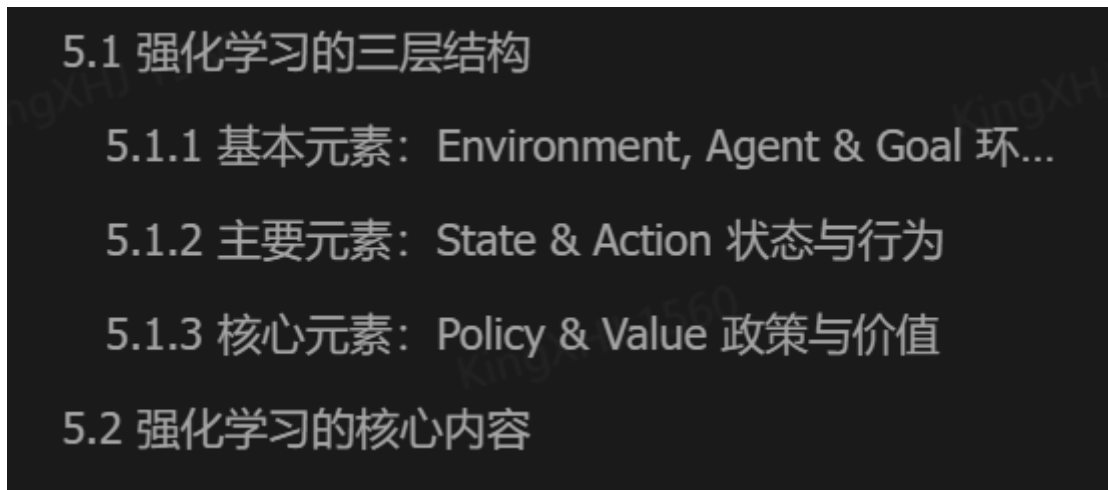 5.1 强化学习的三层结构
5.1.1 基本元素：Environment, Agent & Goal 环...
5.1.2 主要元素：State & Action 状态与行为
5.1.3 核心元素：Policy & Value 政策与价值
KingXH 1560
5.2 强化学习的核心内容